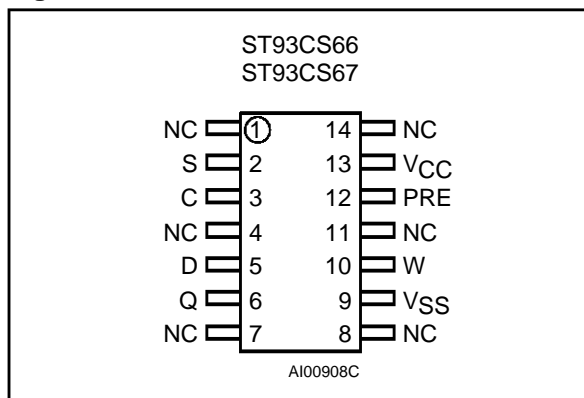 ST93CS66
ST93CS67
NC 1 14 NC
S 2 13 VCC
C 3 12 PRE
NC 4 11 NC
D 5 10 W
Q 6 9 VSS
NC 7 8 NC
AI00908C